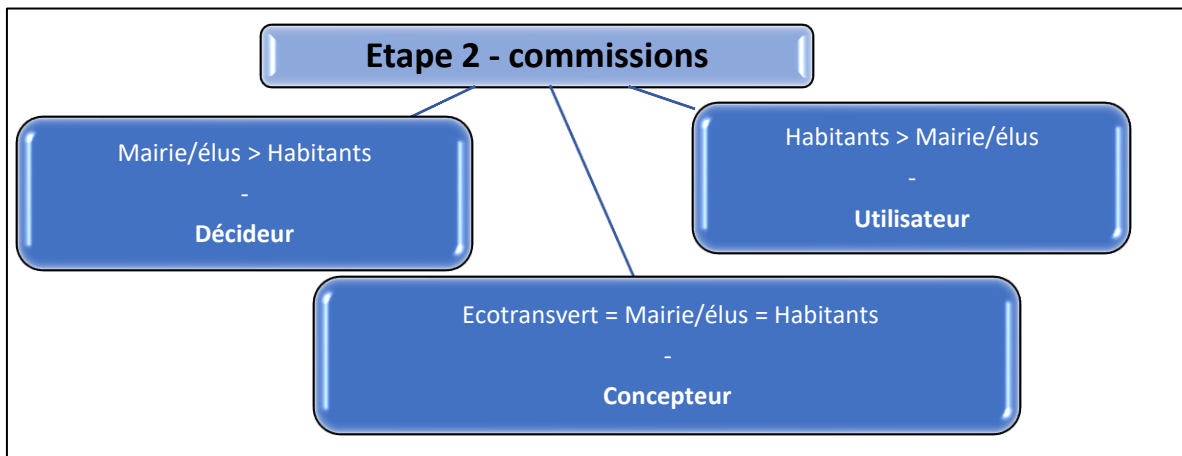 Etape 2 - commissions
Mairie/élus > Habitants
-
Décideur
Habitants > Mairie/élus
-
Utilisateur
Ecotransvert = Mairie/élus = Habitants
-
Concepteur